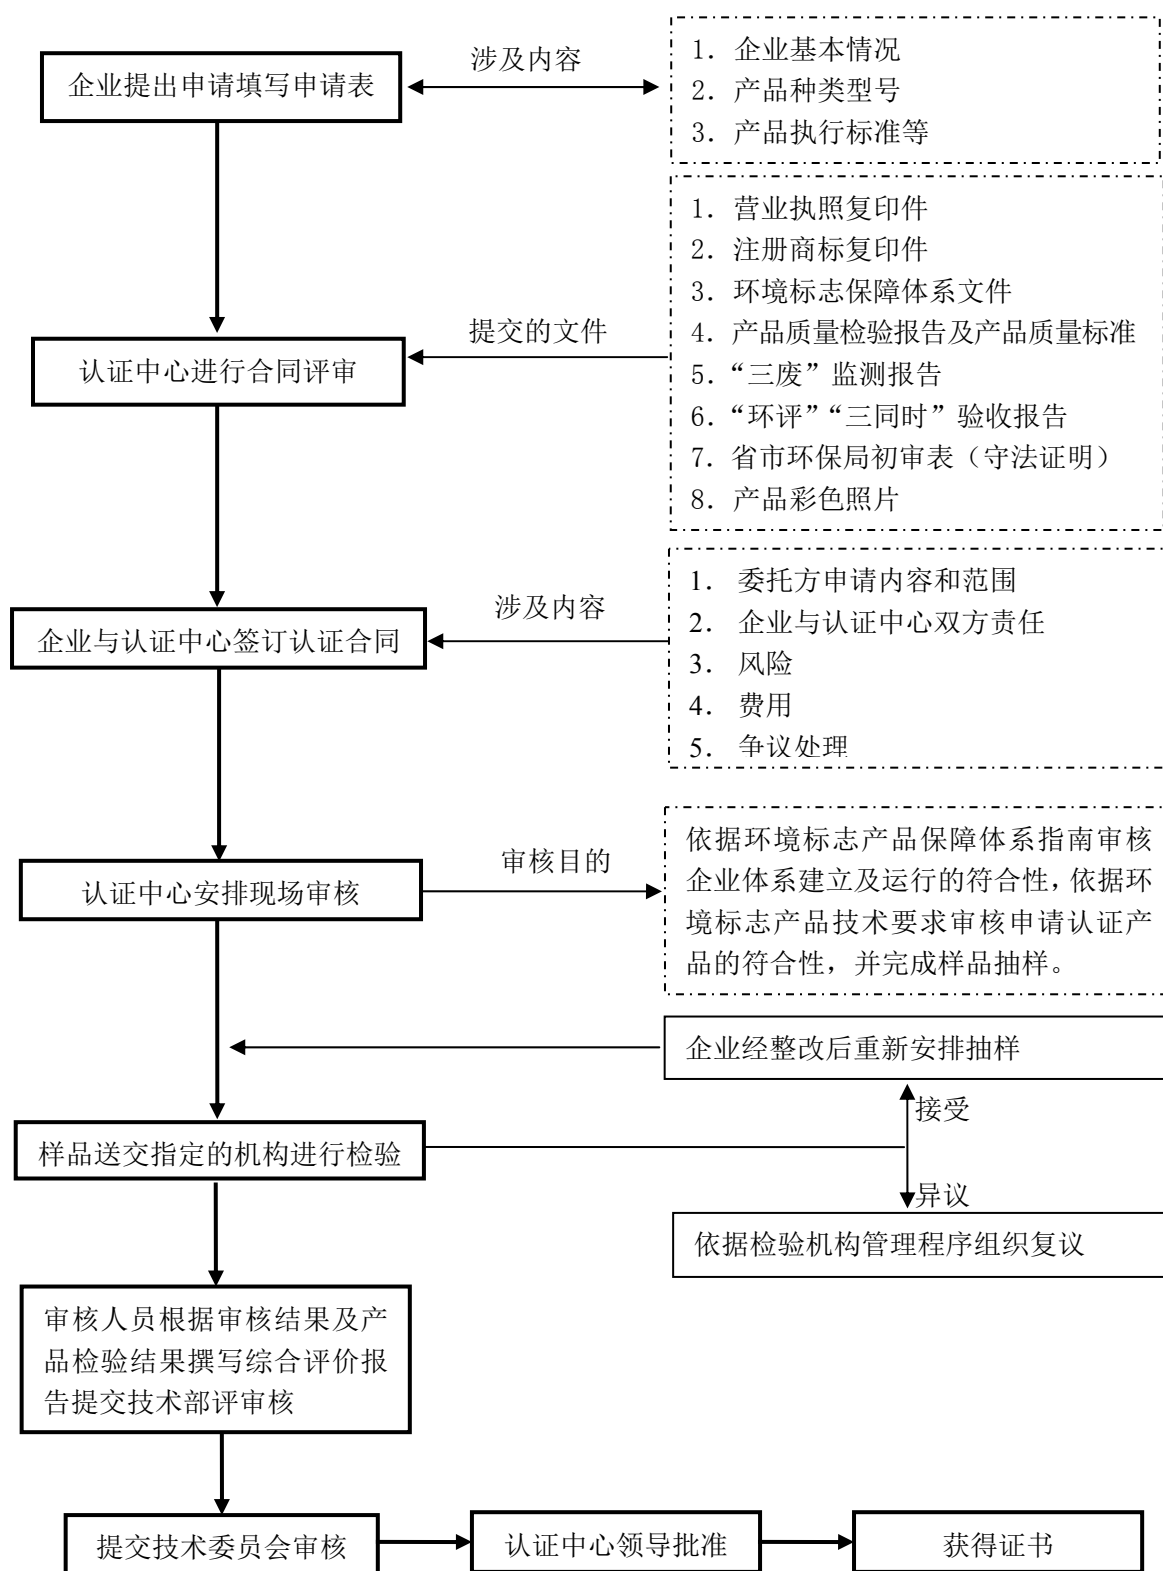 企业提出申请填写申请表
涉及内容
1. 企业基本情况
2. 产品种类型号
3. 产品执行标准等
1. 营业执照复印件
2. 注册商标复印件
3. 环境标志保障体系文件
4. 产品质量检验报告及产品质量标准
5. “三废”监测报告
6. “环评”“三同时”验收报告
7. 省市环保局初审表（守法证明）
8. 产品彩色照片
提交的文件
认证中心进行合同评审
1. 委托方申请内容和范围
2. 企业与认证中心双方责任
3. 风险
4. 费用
5. 争议处理
涉及内容
企业与认证中心签订认证合同
认证中心安排现场审核
审核目的
依据环境标志产品保障体系指南审核
企业体系建立及运行的符合性，依据环
境标志产品技术要求审核申请认证产
品的符合性，并完成样品抽样。
企业经整改后重新安排抽样
接受
样品送交指定的机构进行检验
异议
依据检验机构管理程序组织复议
审核人员根据审核结果及产
品检验结果撰写综合评价报
告提交技术部评审核
提交技术委员会审核
认证中心领导批准
获得证书